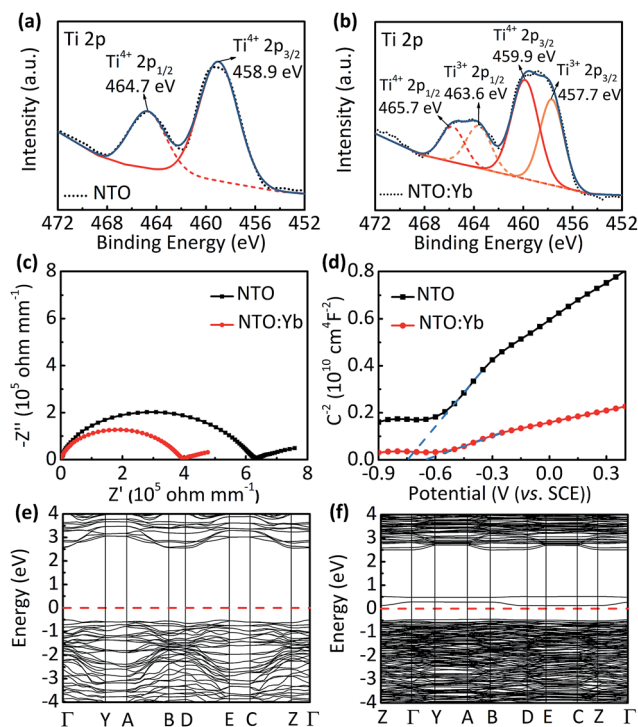 (a)
Ti 2p
Ti⁴⁺ 2p₁/₂
464.7 eV
Ti⁴⁺ 2p₃/₂
458.9 eV
NTO
Intensity (a.u.)
472 468 464 460 456 452
Binding Energy (eV)
(b)
Ti 2p
Ti⁴⁺ 2p₃/₂
459.9 eV
Ti⁴⁺ 2p₁/₂
465.7 eV
Ti³⁺ 2p₁/₂
463.6 eV
Ti³⁺ 2p₃/₂
457.7 eV
NTO:Yb
Intensity (a.u.)
472 468 464 460 456 452
Binding Energy (eV)
(c)
NTO
NTO:Yb
-Z'' (10⁵ ohm mm⁻¹)
8
6
4
2
0
0 2 4 6 8
Z' (10⁵ ohm mm⁻¹)
(d)
NTO
NTO:Yb
C⁻² (10¹⁰ cm⁴F⁻²)
0.8
0.6
0.4
0.2
0.0
-0.9 -0.6 -0.3 0.0 0.3
Potential (V (vs. SCE))
(e)
Energy (eV)
4
3
2
1
0
-1
-2
-3
-4
Γ Y A B D E C Z Γ
(f)
Energy (eV)
4
3
2
1
0
-1
-2
-3
-4
Z Γ Y A B D E C Z Γ